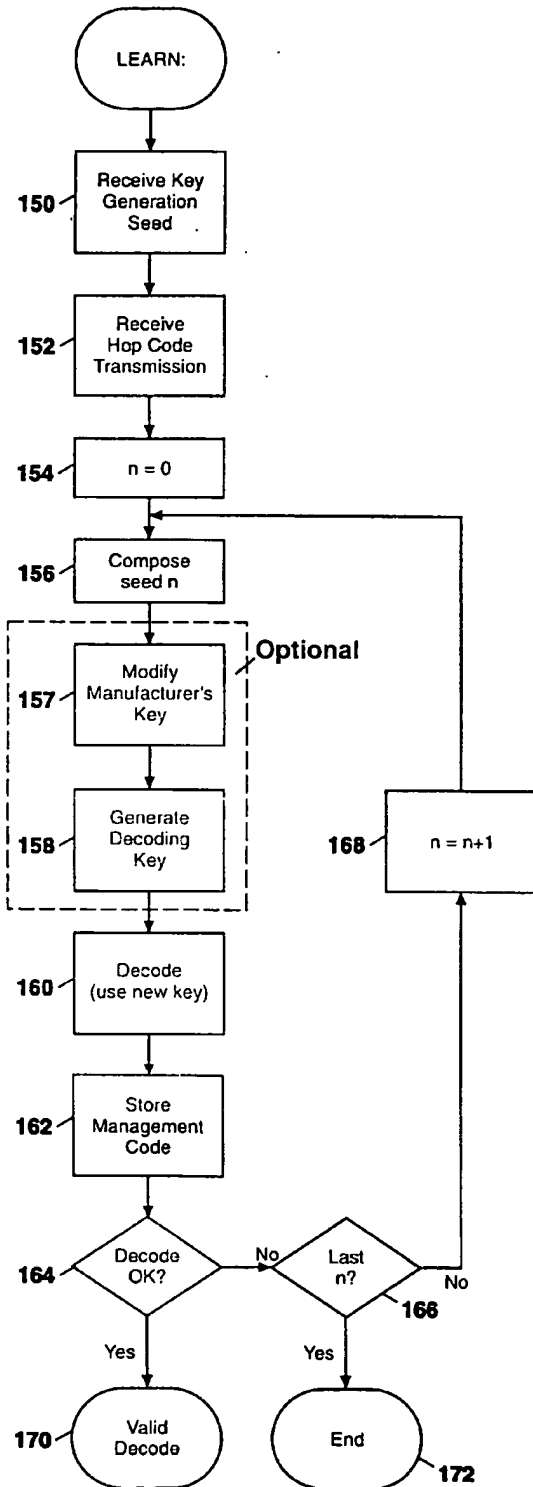 LEARN:
150
Receive Key
Generation
Seed
152
Receive
Hop Code
Transmission
154
n = 0
156
Compose
seed n
Optional
157
Modify
Manufacturer's
Key
158
Generate
Decoding
Key
168
n = n+1
160
Decode
(use new key)
162
Store
Management
Code
164
Decode
OK?
No
Last
n?
No
166
Yes
Yes
170
Valid
Decode
End
172